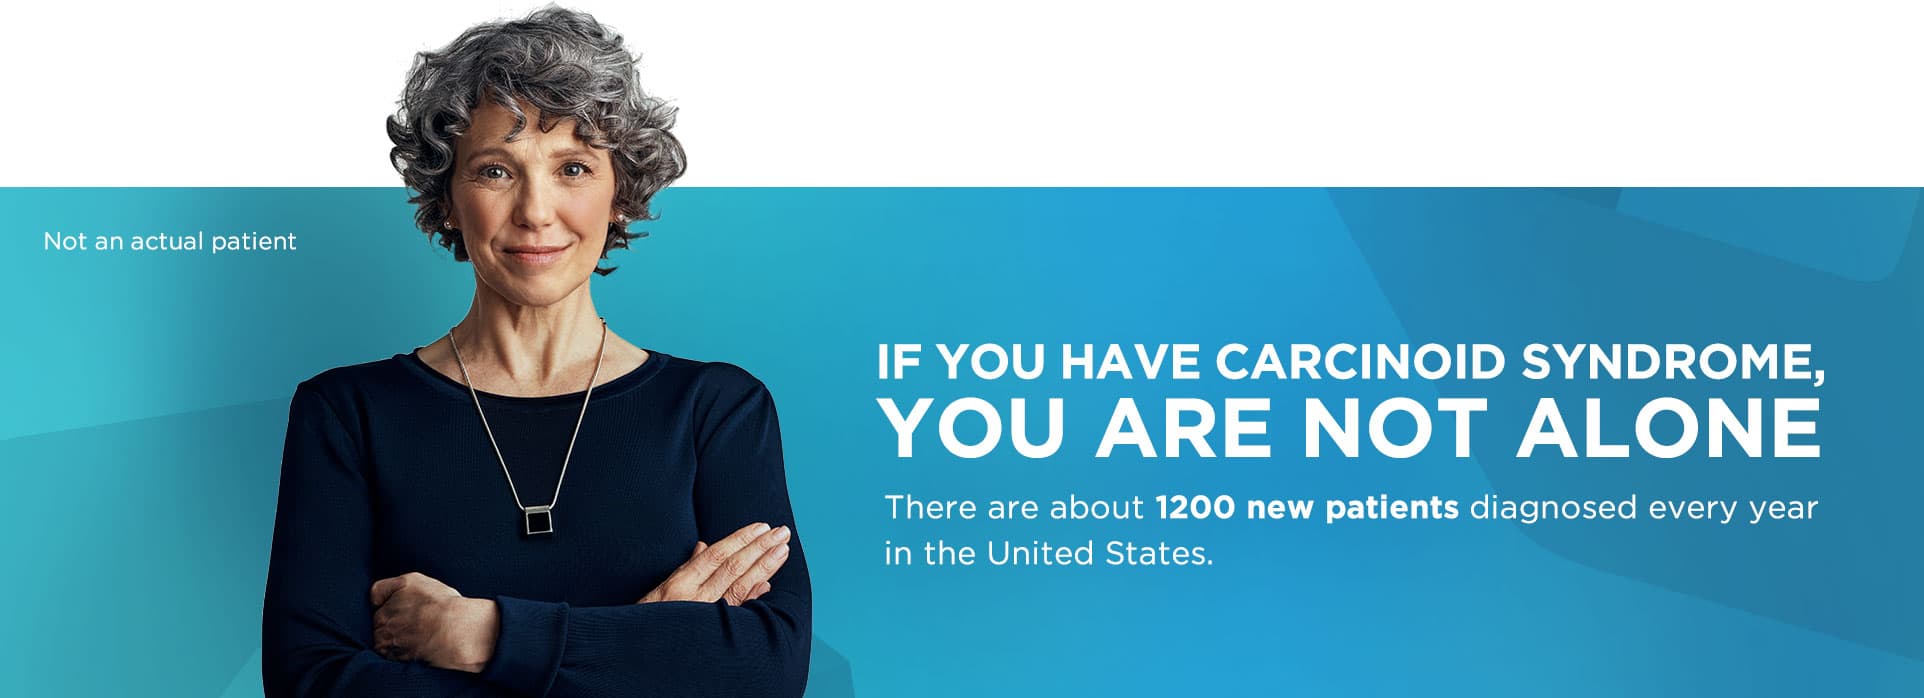 Not an actual patient
IF YOU HAVE CARCINOID SYNDROME,
YOU ARE NOT ALONE
There are about 1200 new patients diagnosed every year
in the United States.